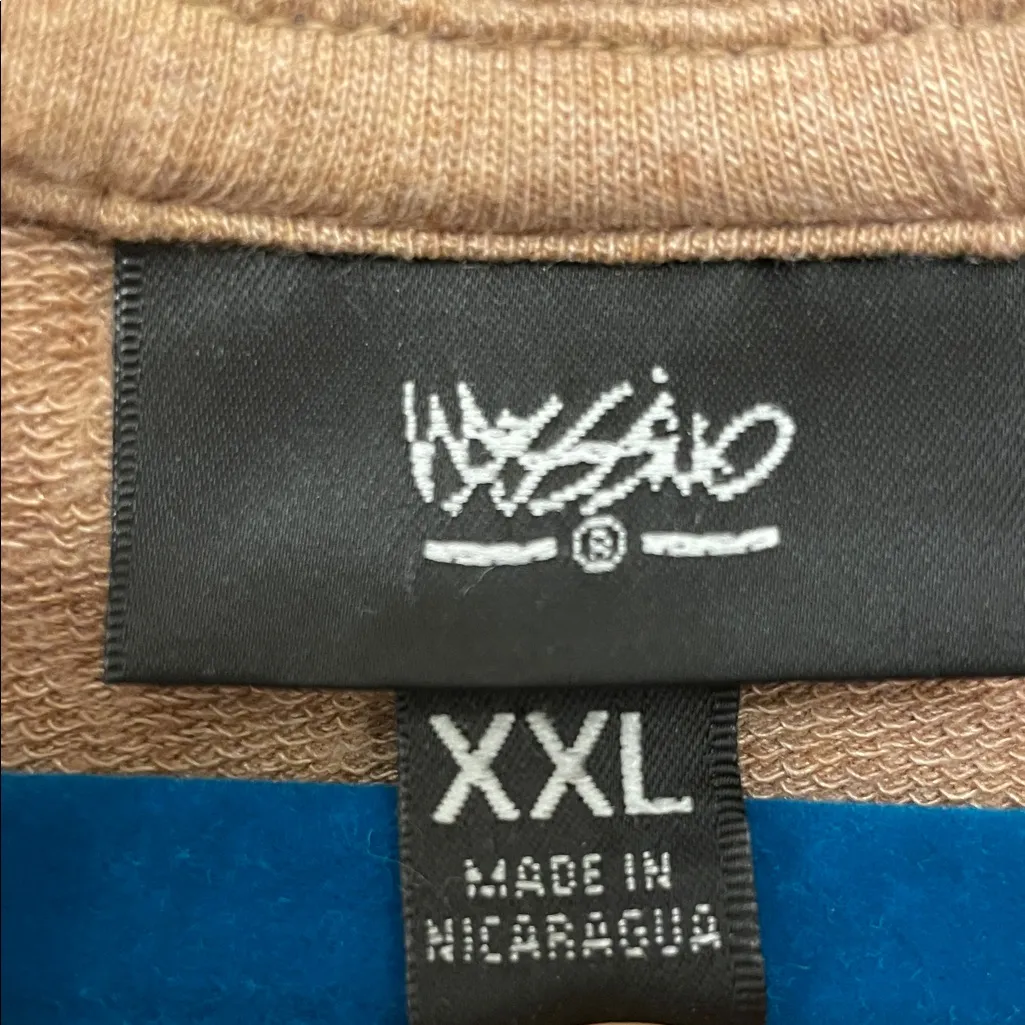 Mossimo
®
XXL
MADE IN
NICARAGUA